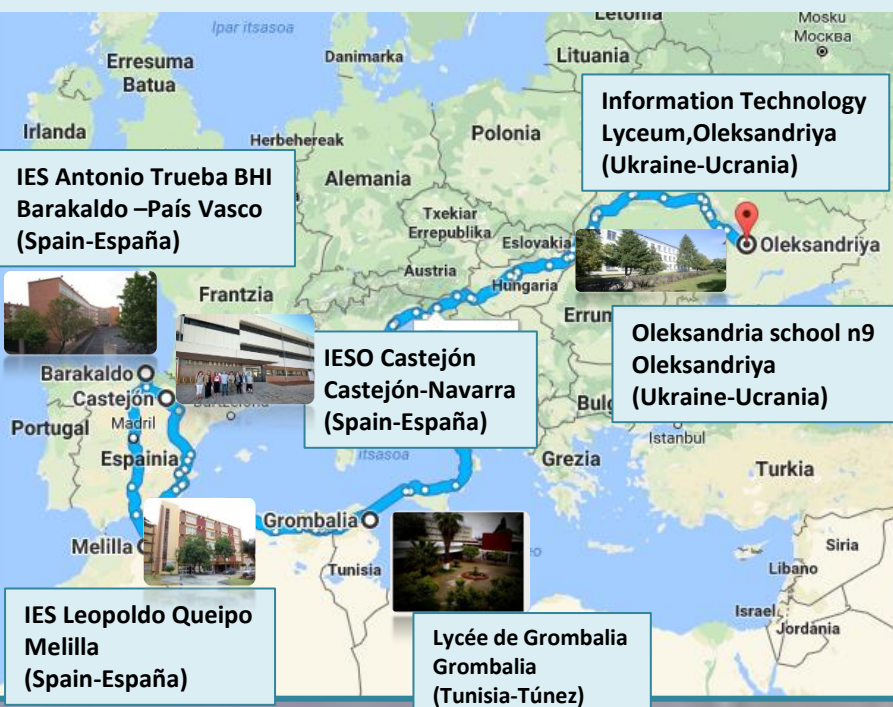 Ipar itsasoa
Letonia
Mosku
Москва
Erresuma
Batua
Danimarka
Lituania
Information Technology
Lyceum,Oleksandriya
(Ukraine-Ucrania)
Irlanda
Herbehereak
Polonia
IES Antonio Trueba BHI
Barakaldo –País Vasco
(Spain-España)
Alemania
Txekiar
Errepublika
Eslovakia
Oleksandriya
Austria
Hungaria
Frantzia
IESO Castejón
Castejón-Navarra
(Spain-España)
Oleksandria school n9
Oleksandriya
(Ukraine-Ucrania)
Barakaldo
Castejón
Portugal
Madril
Istanbul
Espainia
itsasoa
Grezia
Turkia
Grombalia
Melilla
Tunisia
Siria
Libano
Israel
Jordania
IES Leopoldo Queipo
Melilla
(Spain-España)
Lycée de Grombalia
Grombalia
(Tunisia-Túnez)